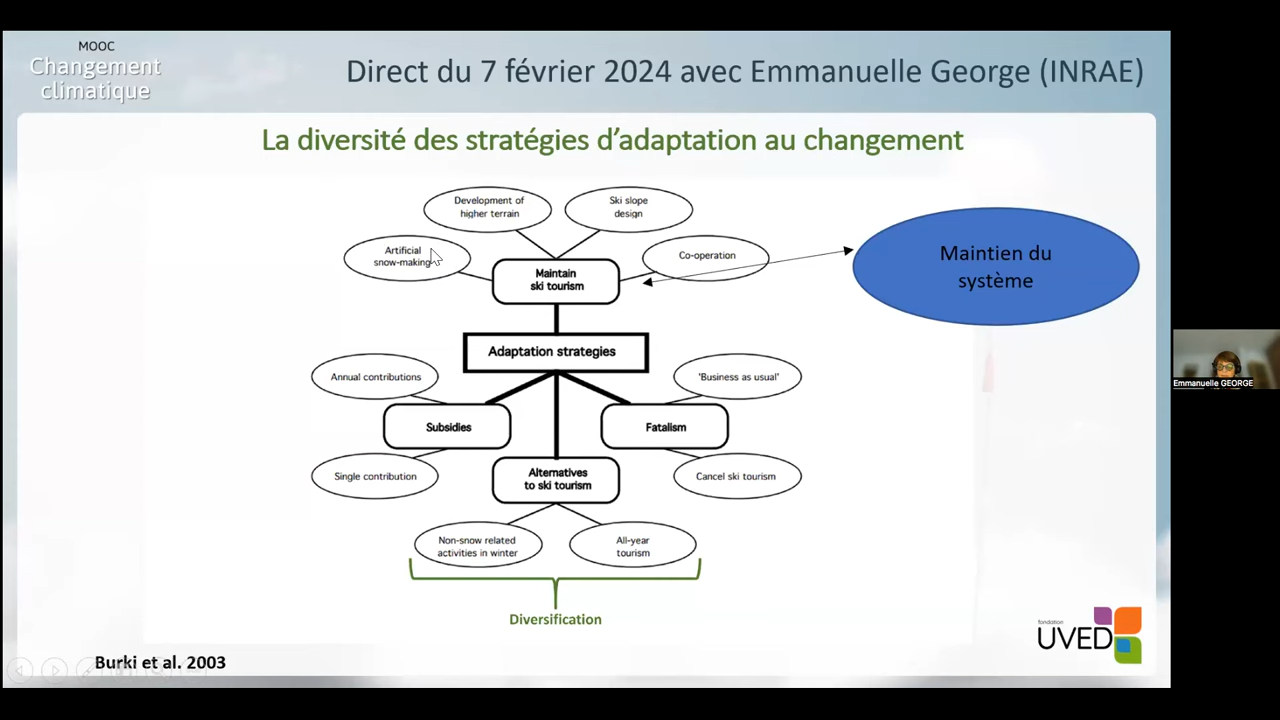 MOOC
Changement
climatique
Direct du 7 février 2024 avec Emmanuelle George (INRAE)
La diversité des stratégies d’adaptation au changement
Development of
higher terrain
Ski slope
design
Artificial
snow-making
Co-operation
Maintain
ski tourism
Maintien du
système
Adaptation strategies
Annual contributions
'Business as usual'
Subsidies
Fatalism
Single contribution
Alternatives
to ski tourism
Cancel ski tourism
Non-snow related
activities in winter
All-year
tourism
Diversification
Burki et al. 2003
fondation
UVED
Emmanuelle GEORGE